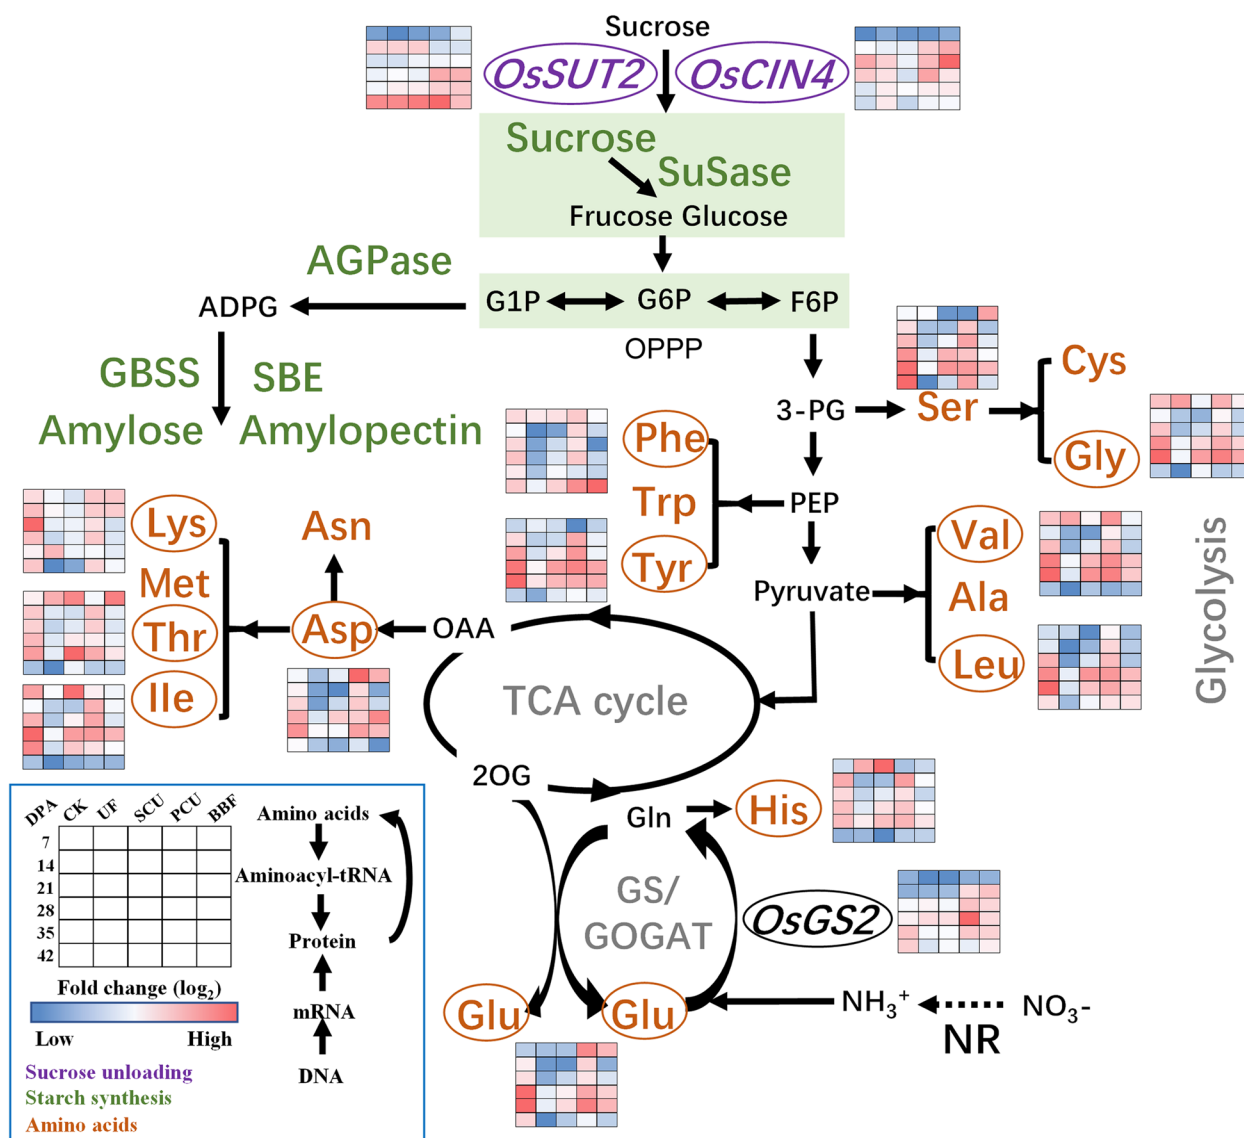 Sucrose
OsSUT2
OsCIN4
Sucrose
SuSase
Frucose Glucose
AGPase
ADPG
G1P
G6P
F6P
OPPP
GBSS
SBE
Amylose
Amylopectin
3-PG
Ser
Cys
Gly
Phe
Trp
Tyr
PEP
Pyruvate
Val
Ala
Leu
Glycolysis
Lys
Met
Thr
Ile
Asn
Asp
OAA
TCA cycle
2OG
Gln
His
GS/
GOGAT
OsGS2
Glu
Glu
NH₃⁺
NO₃-
NR
DPA CK UF SCU PCU BBF
7
14
21
28
35
42
Fold change (log₂)
Low High
Amino acids
Aminoacyl-tRNA
Protein
mRNA
DNA
Sucrose unloading
Starch synthesis
Amino acids